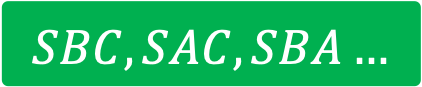 SBC, SAC, SBA ...